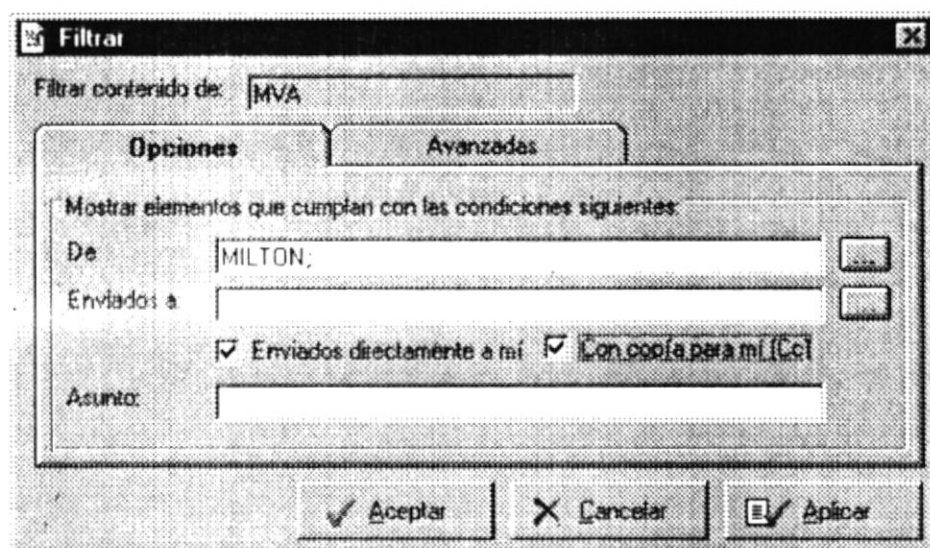 Filtrar
Filtrar contenido de: MVA
Opciones Avanzadas
Mostrar elementos que cumplan con las condiciones siguientes:
De MILTON; ...
Enviados a
Enviados directamente a mí Con copía para mí (Cc)
Asunto:
Aceptar Cancelar Aplicar